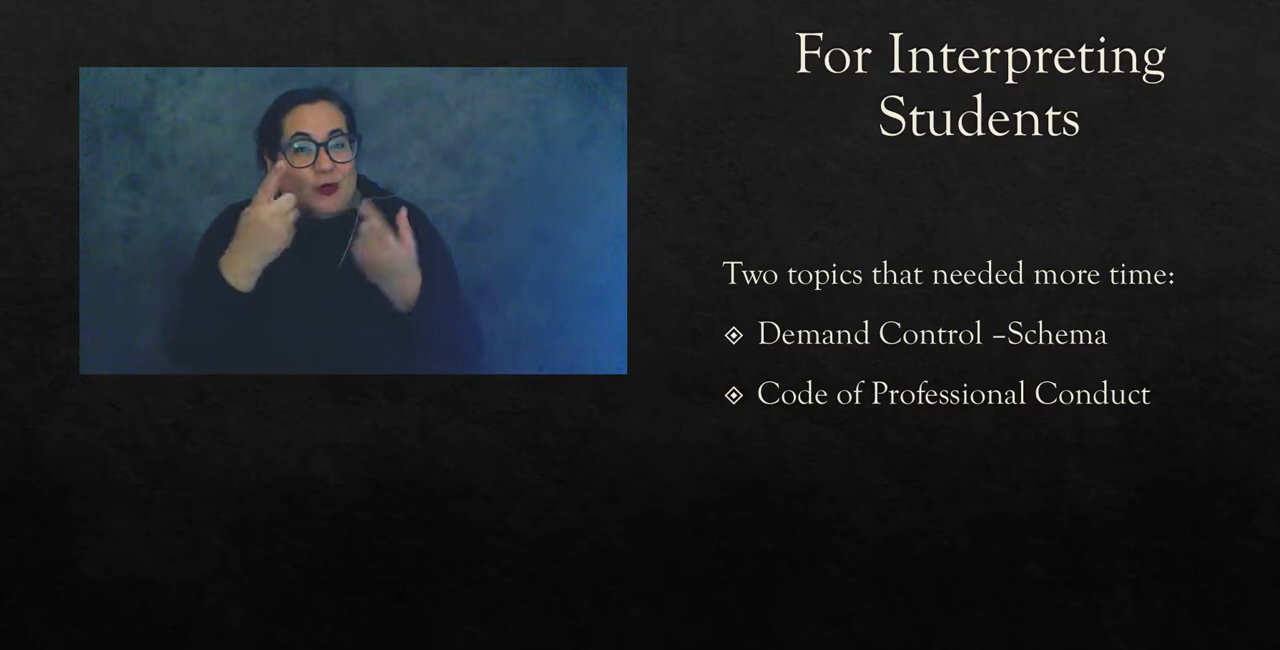 For Interpreting
Students
Two topics that needed more time:
Demand Control –Schema
Code of Professional Conduct